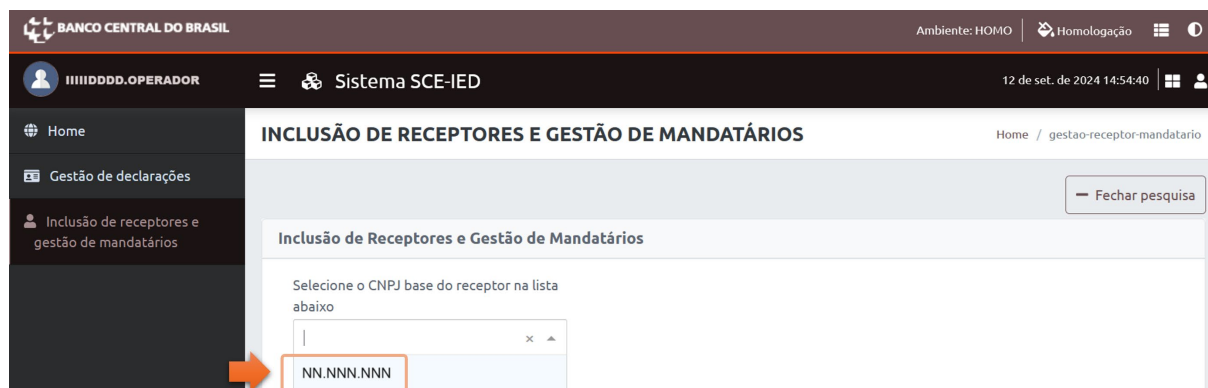 BANCO CENTRAL DO BRASIL
Ambiente: HOMO
Homologação
IIIIIDDDD.OPERADOR
Sistema SCE-IED
12 de set. de 2024 14:54:40
Home
INCLUSÃO DE RECEPTORES E GESTÃO DE MANDATÁRIOS
Home / gestao-receptor-mandatario
Gestão de declarações
Fechar pesquisa
Inclusão de receptores e
gestão de mandatários
Inclusão de Receptores e Gestão de Mandatários
Selecione o CNPJ base do receptor na lista
abaixo
NN.NNN.NNN